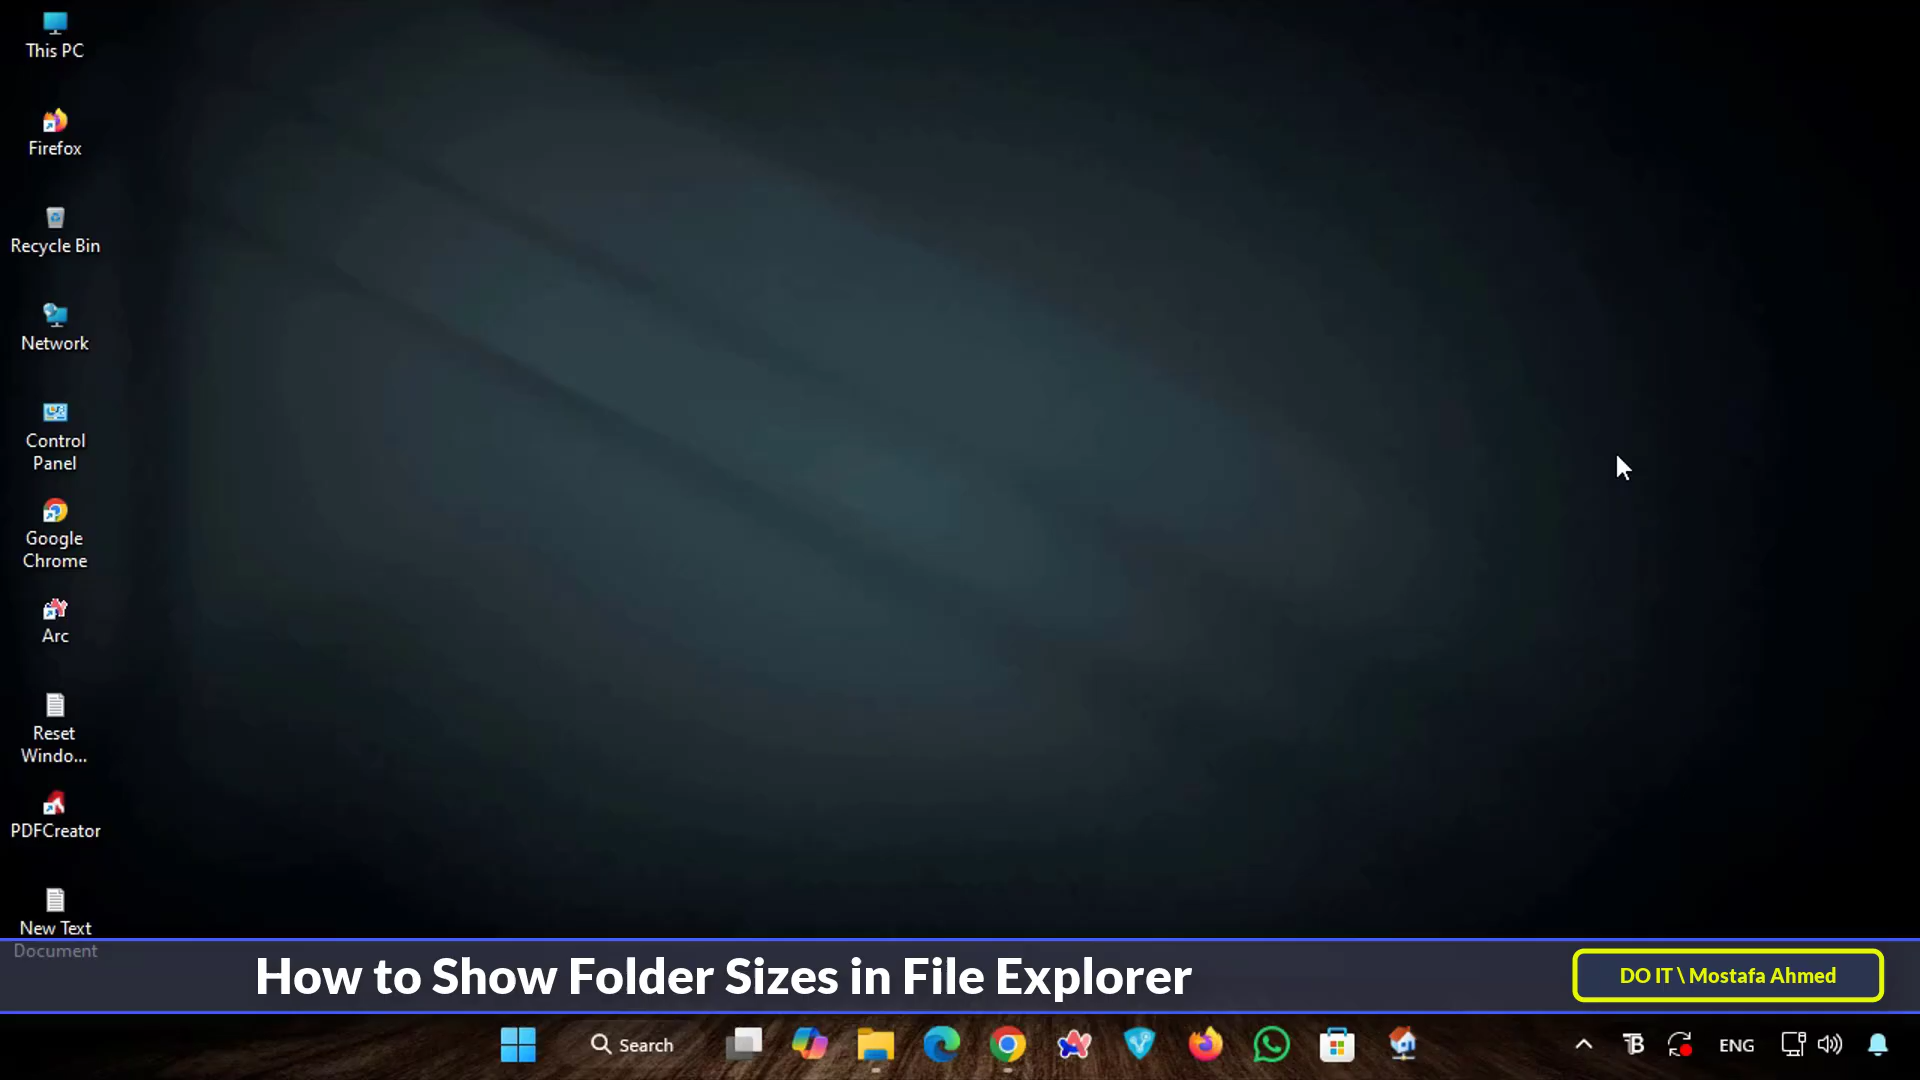 This PC
Firefox
Recycle Bin
Network
Control
Panel
Google
Chrome
Arc
Reset
Windo...
PDFCreator
New Text
Document
How to Show Folder Sizes in File Explorer
DO IT \ Mostafa Ahmed
Search
ENG